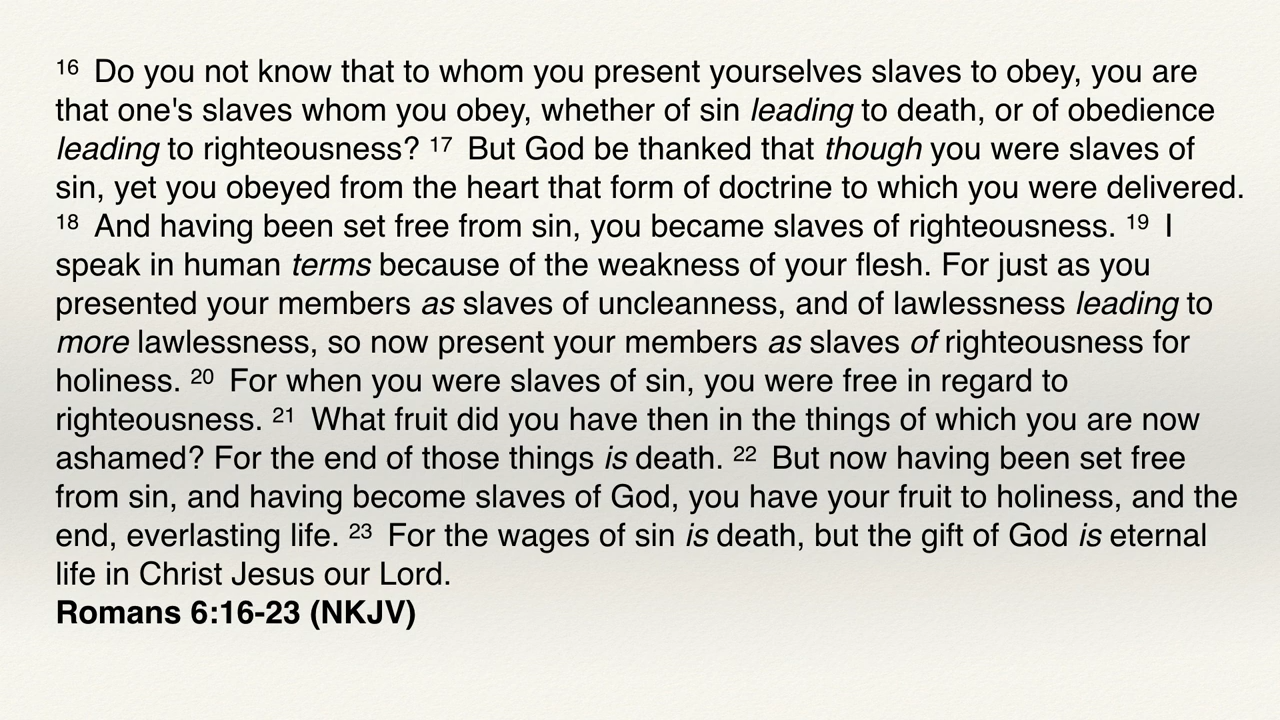 16 Do you not know that to whom you present yourselves slaves to obey, you are
that one's slaves whom you obey, whether of sin leading to death, or of obedience
leading to righteousness? 17 But God be thanked that though you were slaves of
sin, yet you obeyed from the heart that form of doctrine to which you were delivered.
18 And having been set free from sin, you became slaves of righteousness. 19 I
speak in human terms because of the weakness of your flesh. For just as you
presented your members as slaves of uncleanness, and of lawlessness leading to
more lawlessness, so now present your members as slaves of righteousness for
holiness. 20 For when you were slaves of sin, you were free in regard to
righteousness. 21 What fruit did you have then in the things of which you are now
ashamed? For the end of those things is death. 22 But now having been set free
from sin, and having become slaves of God, you have your fruit to holiness, and the
end, everlasting life. 23 For the wages of sin is death, but the gift of God is eternal
life in Christ Jesus our Lord.
Romans 6:16-23 (NKJV)